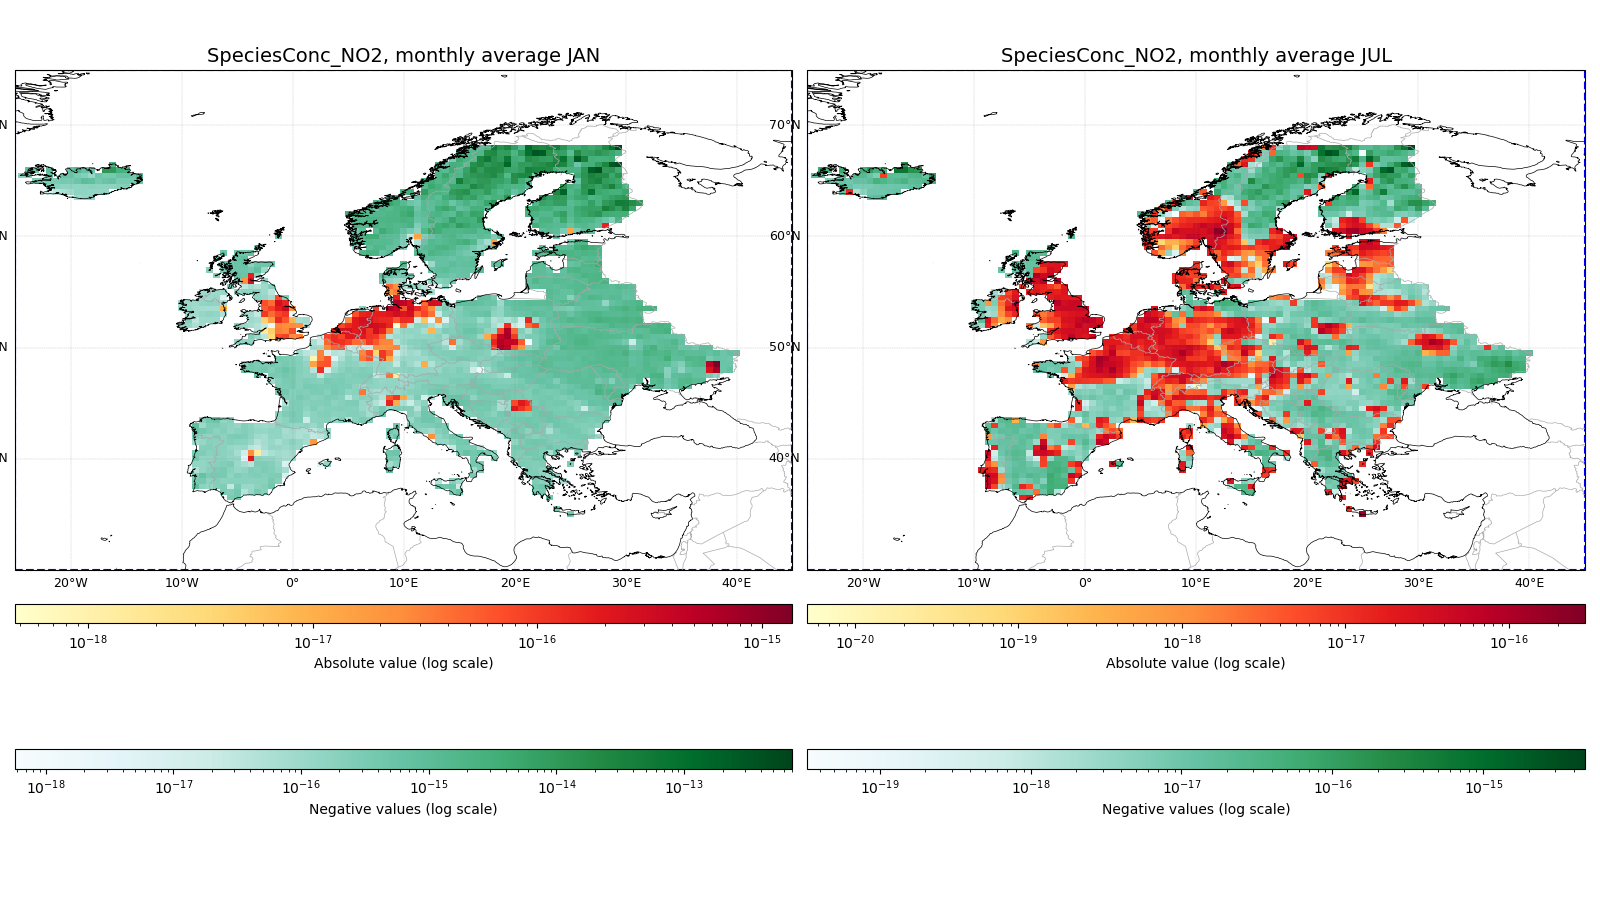 SpeciesConc_NO2, monthly average JAN
SpeciesConc_NO2, monthly average JUL
N 70°N
N 60°N
N 50°N
N 40°N
20°W 10°W 0° 10°E 20°E 30°E 40°E
20°W 10°W 0° 10°E 20°E 30°E 40°E
10⁻¹⁸ 10⁻¹⁷ 10⁻¹⁶ 10⁻¹⁵
Absolute value (log scale)
10⁻²⁰ 10⁻¹⁹ 10⁻¹⁸ 10⁻¹⁷ 10⁻¹⁶
Absolute value (log scale)
10⁻¹⁸ 10⁻¹⁷ 10⁻¹⁶ 10⁻¹⁵ 10⁻¹⁴ 10⁻¹³
Negative values (log scale)
10⁻¹⁹ 10⁻¹⁸ 10⁻¹⁷ 10⁻¹⁶ 10⁻¹⁵
Negative values (log scale)